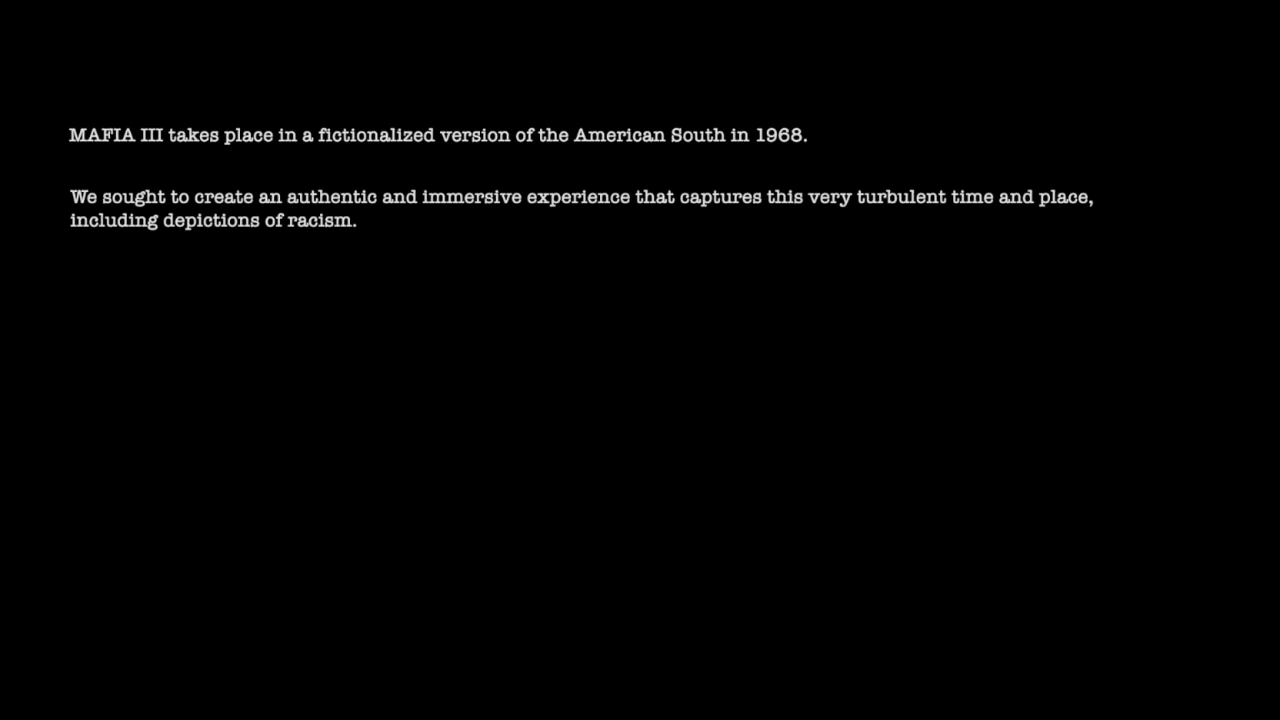 MAFIA III takes place in a fictionalized version of the American South in 1968.
We sought to create an authentic and immersive experience that captures this very turbulent time and place,
including depictions of racism.